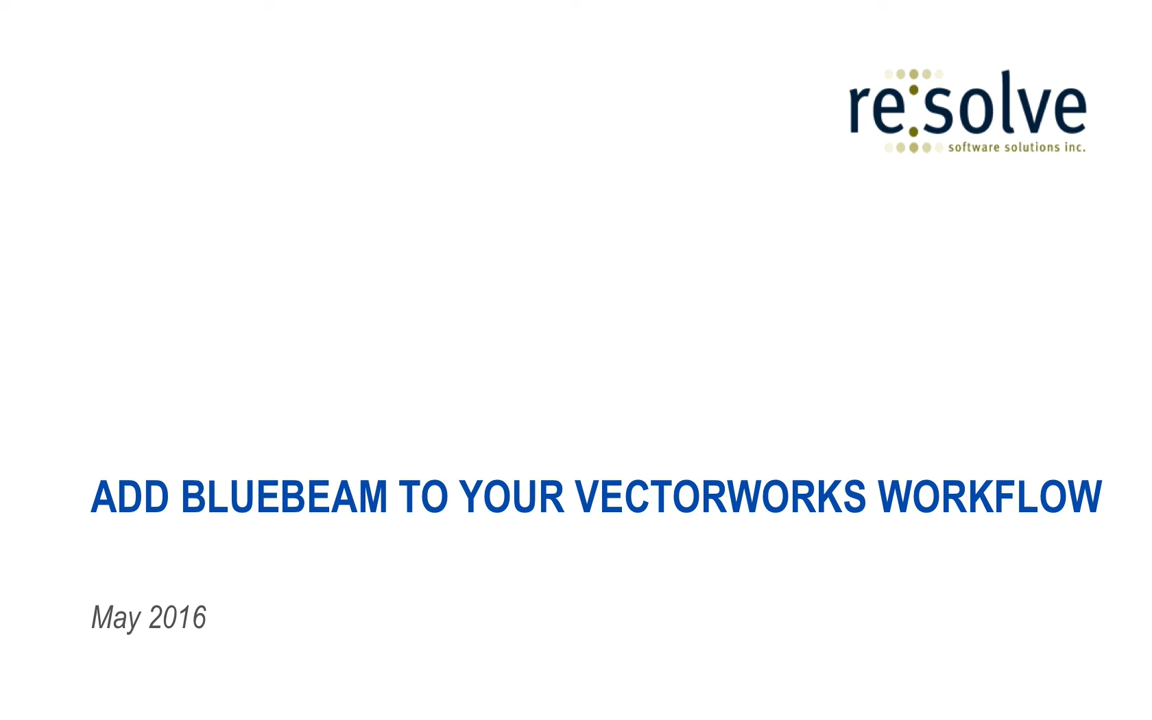 re:solve
software solutions inc.
ADD BLUEBEAM TO YOUR VECTORWORKS WORKFLOW
May 2016